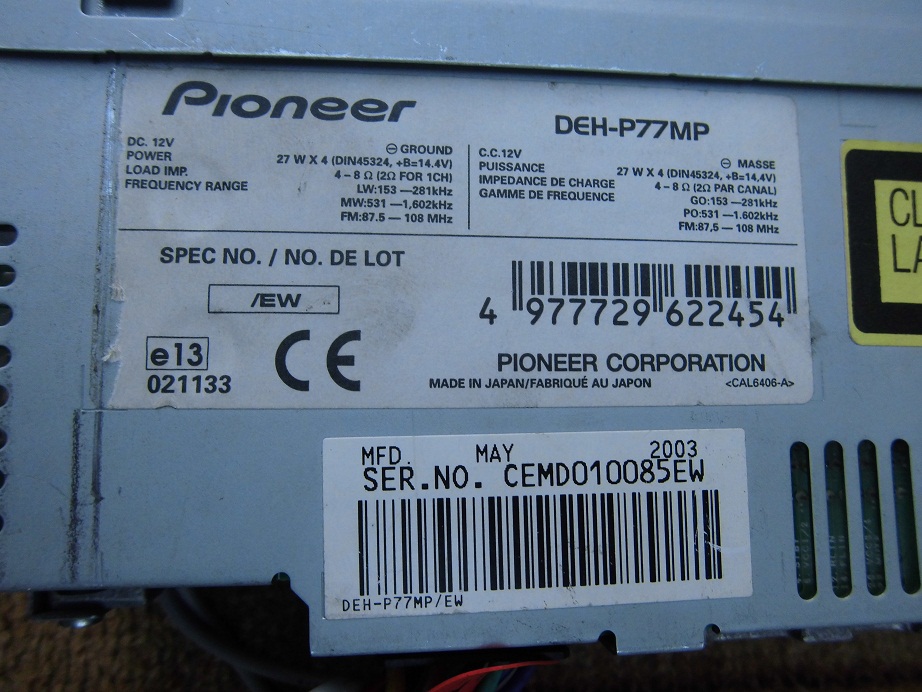 Pioneer
DEH-P77MP
DC. 12V ⊖ GROUND
POWER 27 W X 4 (DIN45324, +B=14.4V)
LOAD IMP. 4 – 8 Ω (2Ω FOR 1CH)
FREQUENCY RANGE LW:153 — 281kHz
MW:531 — 1,602kHz
FM:87.5 — 108 MHz
C.C.12V ⊖ MASSE
PUISSANCE 27 W X 4 (DIN45324, +B=14,4V)
IMPEDANCE DE CHARGE 4 – 8 Ω (2Ω PAR CANAL)
GAMME DE FREQUENCE GO:153 — 281kHz
PO:531 — 1.602kHz
FM:87,5 — 108 MHz
SPEC NO. / NO. DE LOT
/EW
4 977729 622454
e13
021133
CE
PIONEER CORPORATION
MADE IN JAPAN/FABRIQUÉ AU JAPON <CAL6406-A>
MFD. MAY 2003
SER.NO. CEMD010085EW
DEH-P77MP/EW